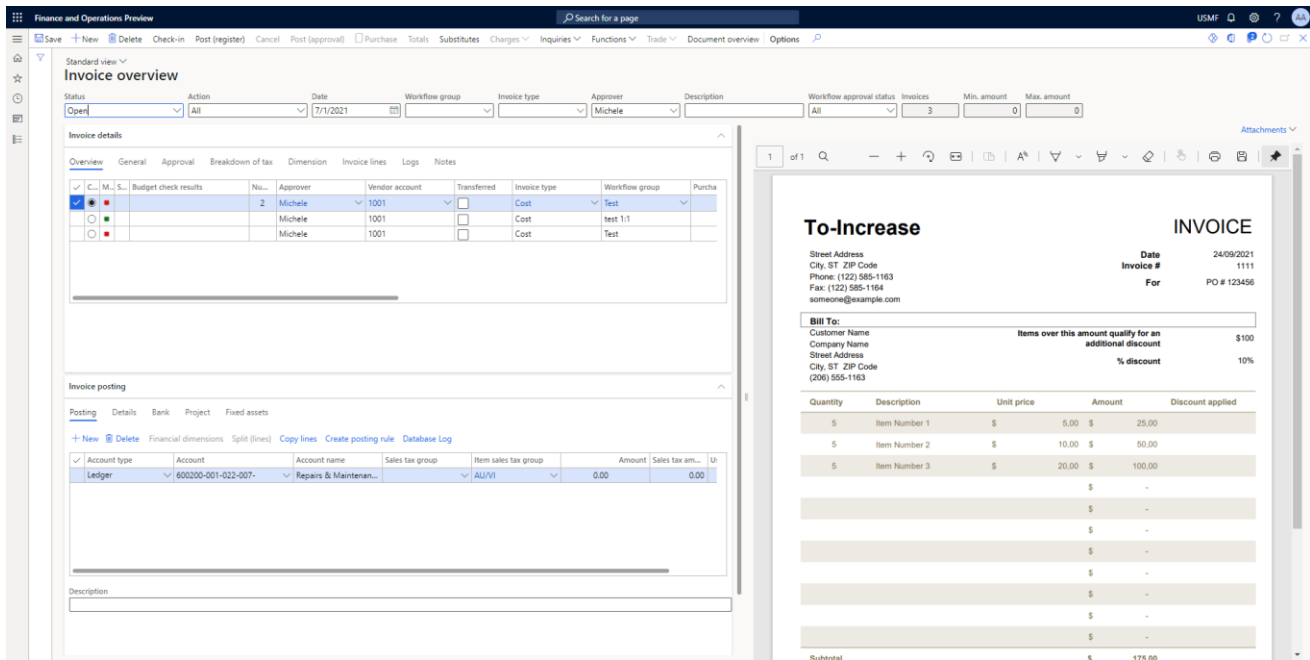 Finance and Operations Preview
Search for a page
USMF
? AA
Save New Delete Check-in Post (register) Cancel Post (approval) Purchase Totals Substitutes Charges Inquiries Functions Trade Document overview Options
2
Standard view
Invoice overview
Status Action Date Workflow group Invoice type Approver Description Workflow approval status Invoices Min. amount Max. amount
Open All 7/1/2021 Michele All 3 0 0
Attachments
Invoice details
Overview General Approval Breakdown of tax Dimension Invoice lines Logs Notes
C... M... S... Budget check results Nu... Approver Vendor account Transferred Invoice type Workflow group Purcha
2 Michele 1001 Cost Test
Michele 1001 Cost test 1:1
Michele 1001 Cost Test
Invoice posting
Posting Details Bank Project Fixed assets
New Delete Financial dimensions Split (lines) Copy lines Create posting rule Database Log
Account type Account Account name Sales tax group Item sales tax group Amount Sales tax am...
Ledger 600200-001-022-007- Repairs & Maintenan... AU/VI 0.00 0.00
Description
1 of 1
To-Increase INVOICE
Street Address Date 24/09/2021
City, ST ZIP Code Invoice # 1111
Phone: (122) 585-1163
Fax: (122) 585-1164 For PO # 123456
someone@example.com
Bill To:
Customer Name Items over this amount qualify for an
Company Name additional discount $100
Street Address
City, ST ZIP Code % discount 10%
(206) 555-1163
Quantity Description Unit price Amount Discount applied
5 Item Number 1 $ 5,00 $ 25,00
5 Item Number 2 $ 10,00 $ 50,00
5 Item Number 3 $ 20,00 $ 100,00
$ -
$ -
$ -
$ -
$ -
$ -
$ -
$ -
Subtotal $ 175,00